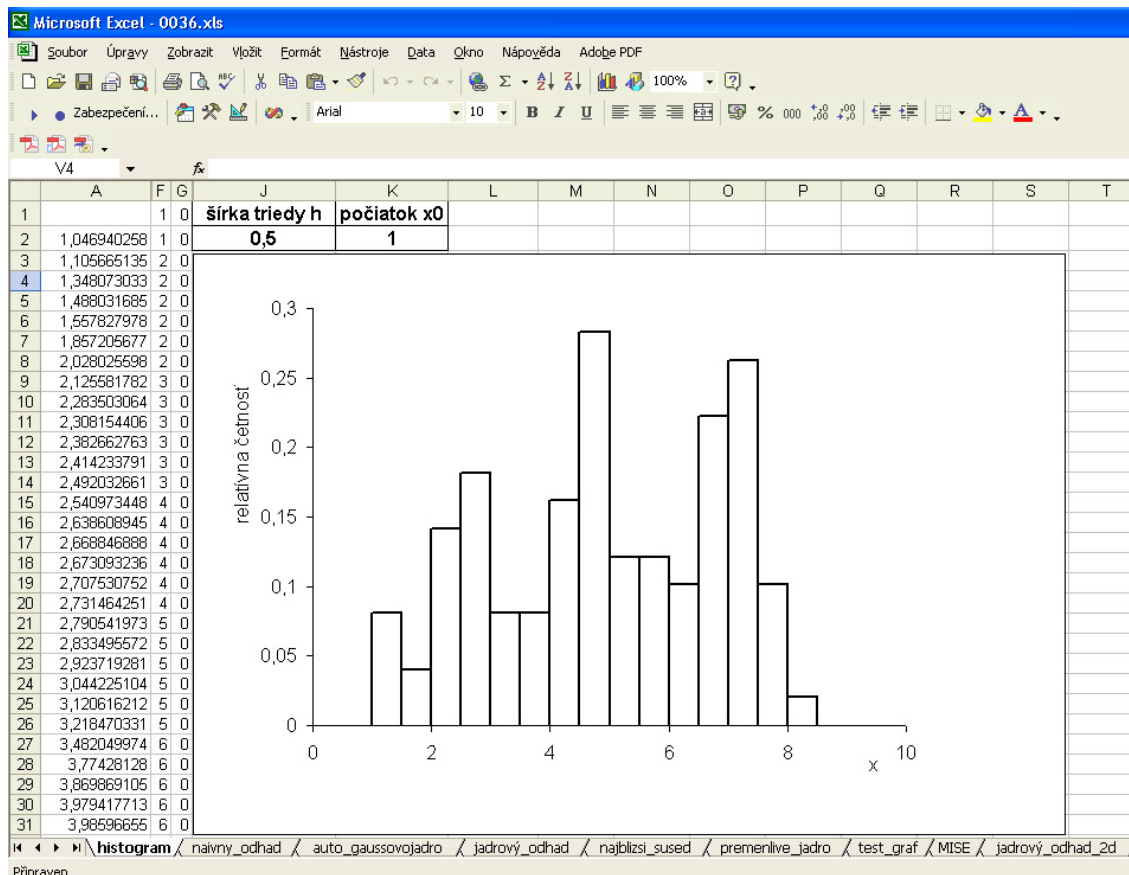 Microsoft Excel - 0036.xls
Soubor Úpravy Zobrazit Vložit Formát Nástroje Data Okno Nápověda Adobe PDF
100%
Zabezpečení... Arial 10 B I U % 000
V4 fx
A F G J K L M N O P Q R S T
1 1 0 šírka triedy h počiatok x0
2 1,046940258 1 0 0,5 1
3 1,105665135 2 0
4 1,348073033 2 0
5 1,488031685 2 0
6 1,557827978 2 0
7 1,857205677 2 0
8 2,028025598 2 0
9 2,125581782 3 0
10 2,283503064 3 0
11 2,308154406 3 0
12 2,382662763 3 0
13 2,414233791 3 0
14 2,492032661 3 0
15 2,540973448 4 0
16 2,638608945 4 0
17 2,668846888 4 0
18 2,673093236 4 0
19 2,707530752 4 0
20 2,731464251 4 0
21 2,790541973 5 0
22 2,833495572 5 0
23 2,923719281 5 0
24 3,044225104 5 0
25 3,120616212 5 0
26 3,218470331 5 0
27 3,482049974 6 0
28 3,77428128 6 0
29 3,869869105 6 0
30 3,979417713 6 0
31 3,98596655 6 0
relatívna četnosť
0,3
0,25
0,2
0,15
0,1
0,05
0
0 2 4 6 8 10
x
histogram naivny_odhad auto_gaussovojadro jadrový_odhad najblizsi_sused premenlive_jadro test_graf MISE jadrový_odhad_2d
Připraven